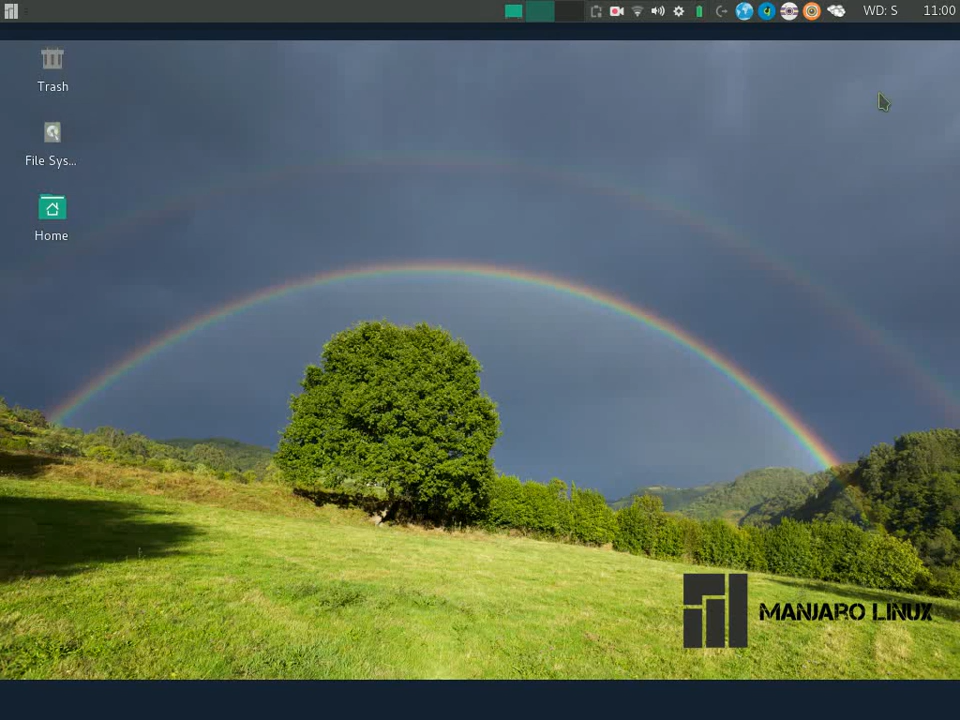 WD: S 11:00
Trash
File Sys...
Home
MANJARO LINUX